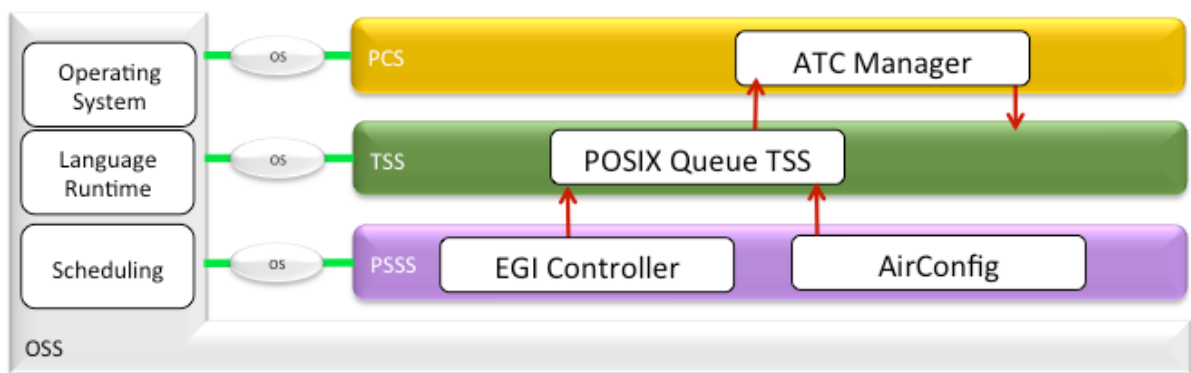 Operating
System
OS
PCS
ATC Manager
Language
Runtime
OS
TSS
POSIX Queue TSS
Scheduling
OS
PSSS
EGI Controller
AirConfig
OSS